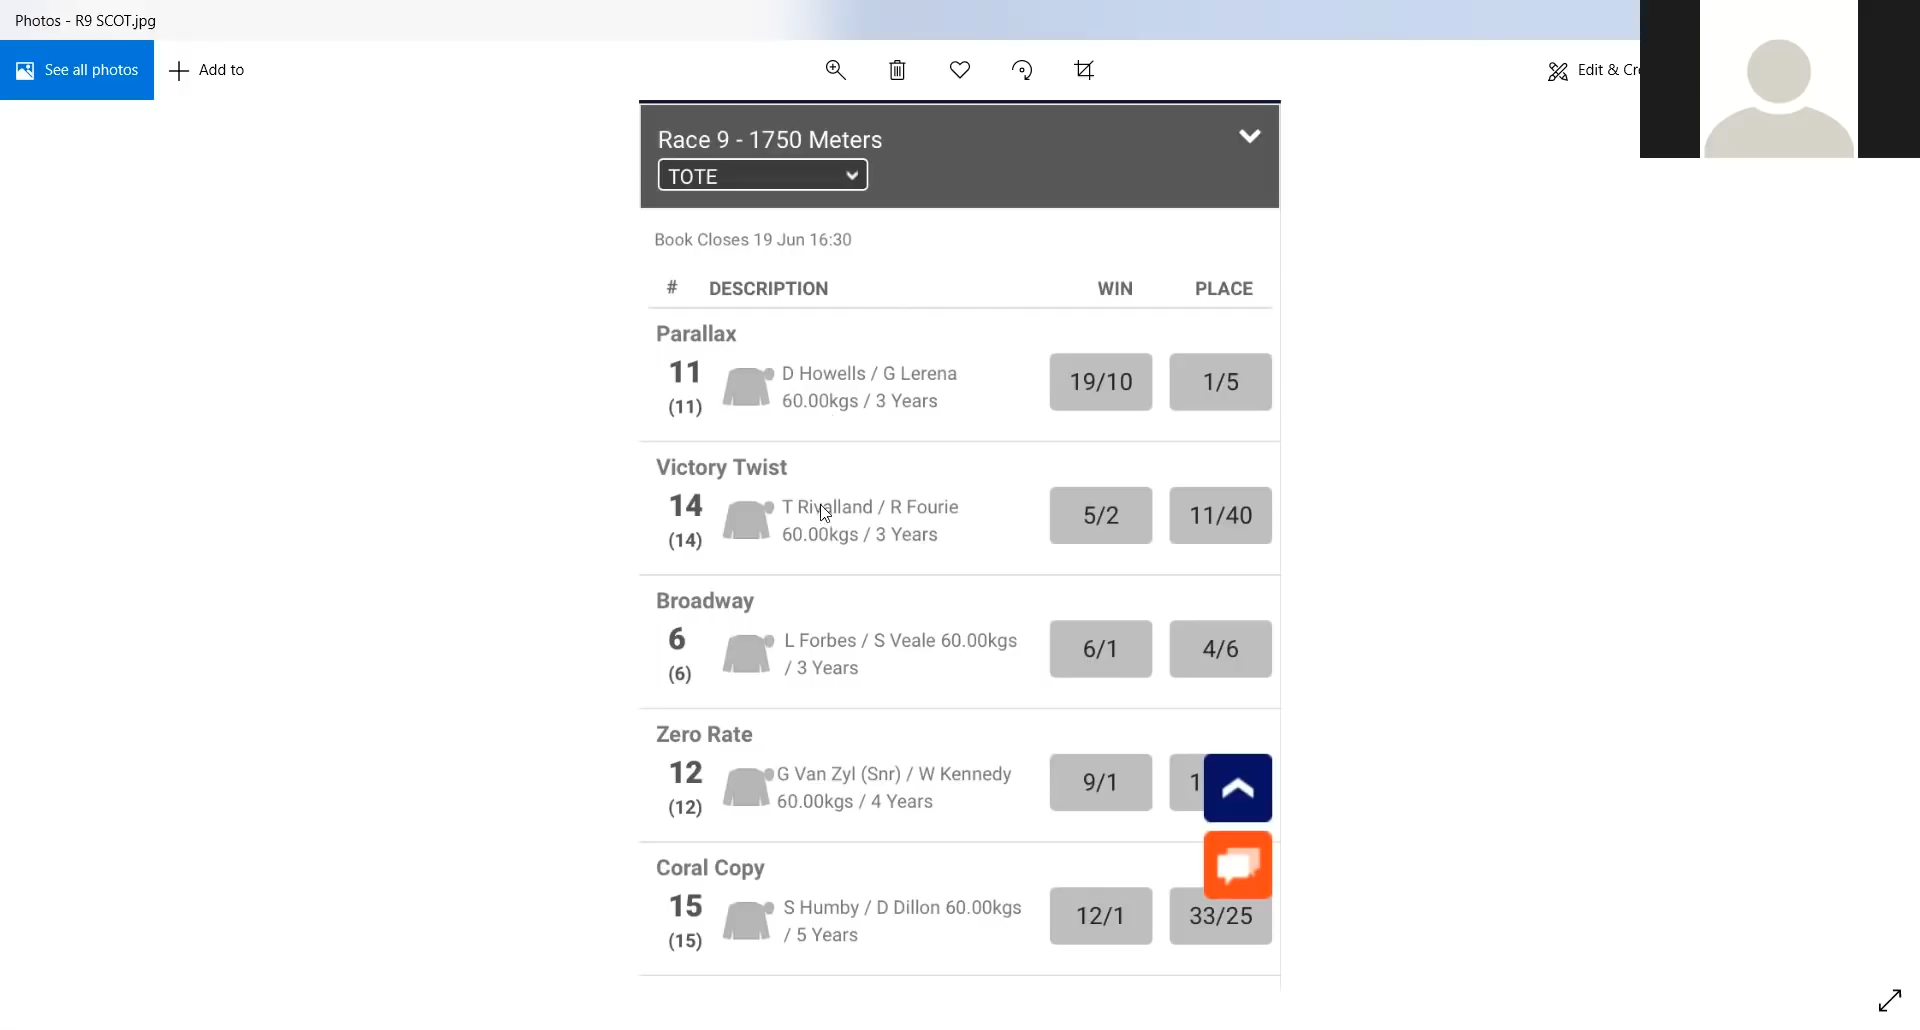 Photos - R9 SCOT.jpg
See all photos
Add to
Edit & Cr
Race 9 - 1750 Meters
TOTE
Book Closes 19 Jun 16:30
# DESCRIPTION WIN PLACE
Parallax
11 D Howells / G Lerena 19/10 1/5
(11) 60.00kgs / 3 Years
Victory Twist
14 T Rivalland / R Fourie 5/2 11/40
(14) 60.00kgs / 3 Years
Broadway
6 L Forbes / S Veale 60.00kgs 6/1 4/6
(6) / 3 Years
Zero Rate
12 G Van Zyl (Snr) / W Kennedy 9/1 1
(12) 60.00kgs / 4 Years
Coral Copy
15 S Humby / D Dillon 60.00kgs 12/1 33/25
(15) / 5 Years